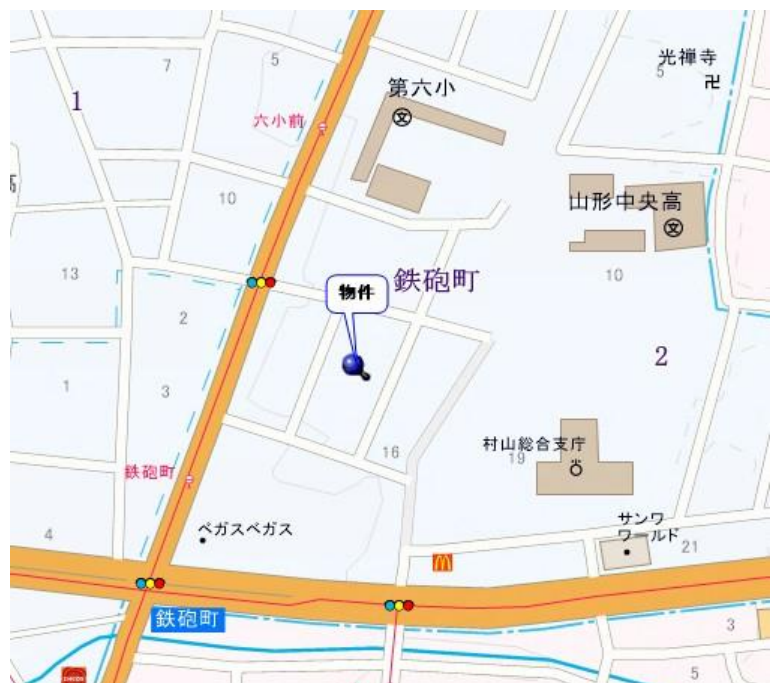 光禅寺
5
7
5
1
第六小
六小前
10
山形中央高
13
物件
鉄砲町
10
2
2
1
3
16
村山総合支庁
19
鉄砲町
ペガスペガス
サンワ
ワールド
4
21
鉄砲町
3
5